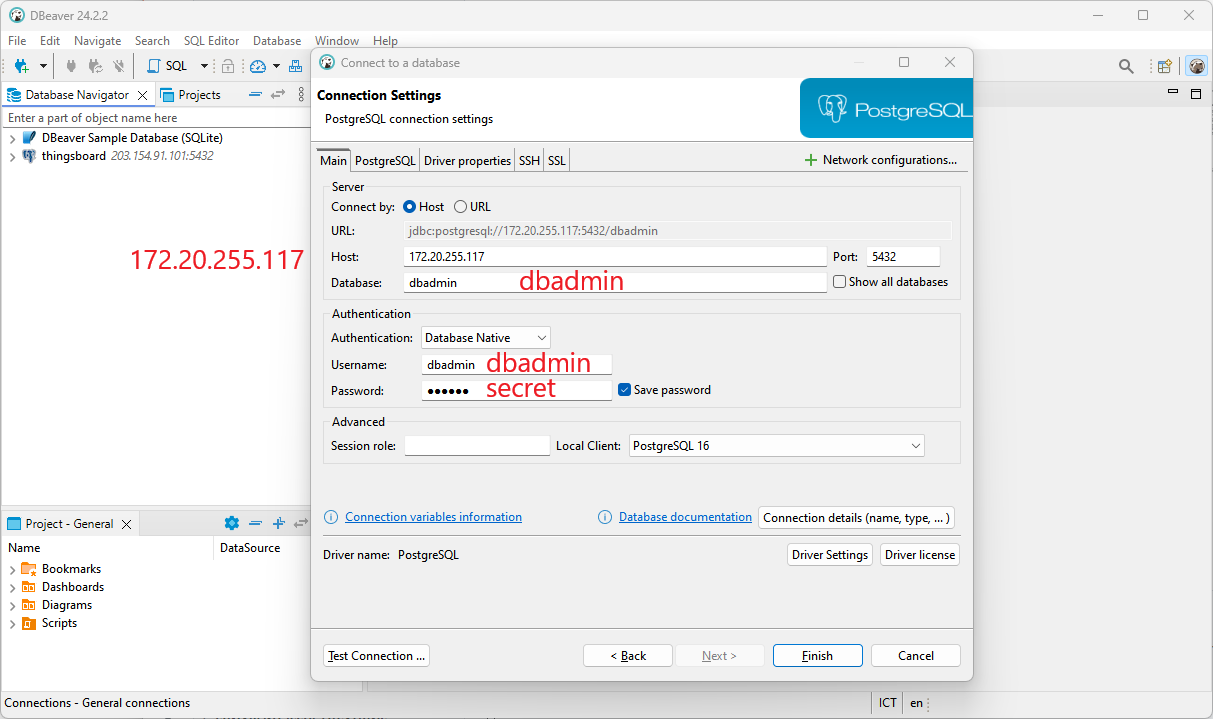 DBeaver 24.2.2
File Edit Navigate Search SQL Editor Database Window Help
SQL
Connect to a database
Database Navigator Projects
Enter a part of object name here
DBeaver Sample Database (SQLite)
thingsboard 203.154.91.101:5432
172.20.255.117
Connection Settings
PostgreSQL connection settings
PostgreSQL
Main PostgreSQL Driver properties SSH SSL
Network configurations...
Server
Connect by: Host URL
URL: jdbc:postgresql://172.20.255.117:5432/dbadmin
Host: 172.20.255.117 Port: 5432
Database: dbadmin dbadmin Show all databases
Authentication
Authentication: Database Native
Username: dbadmin dbadmin
Password: •••••• secret Save password
Advanced
Session role: Local Client: PostgreSQL 16
Connection variables information Database documentation Connection details (name, type, ... )
Driver name: PostgreSQL Driver Settings Driver license
Test Connection ... < Back Next > Finish Cancel
Project - General
Name DataSource
Bookmarks
Dashboards
Diagrams
Scripts
Connections - General connections ICT en